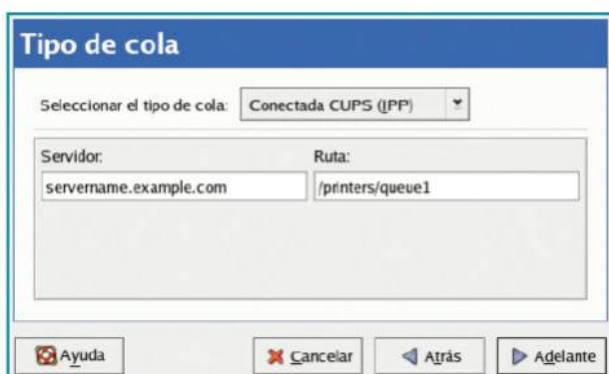 Tipo de cola
Seleccionar el tipo de cola: Conectada CUPS (IPP)
Servidor: Ruta:
servername.example.com /printers/queue1
Ayuda Cancelar Atrás Adelante